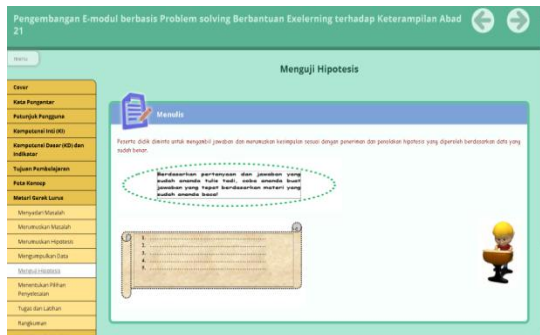 Pengembangan E-modul berbasis Problem solving Berbantuan Exelerning terhadap Keterampilan Abad
21
Menu
Menguji Hipotesis
Cover
Kata Pengantar
Petunjuk Pengguna
Kompetensi Inti (KI)
Kompetensi Dasar (KD) dan
Indikator
Tujuan Pembelajaran
Peta Konsep
Materi Gerak Lurus
Menyadari Masalah
Merumuskan Masalah
Merumuskan Hipotesis
Mengumpulkan Data
Menguji Hipotesis
Menentukan Pilihan
Penyelesaian
Tugas dan Latihan
Rangkuman
Menulis
Peserta didik diminta untuk mengambil jawaban dan merumuskan kesimpulan sesuai dengan penerimaan dan penolakan hipotesis yang diperoleh berdasarkan data yang
sudah benar.
Berdasarkan pertanyaan dan jawaban yang
sudah ananda tulis tadi, coba ananda buat
jawaban yang tepat berdasarkan materi yang
sudah ananda baca!
1. ..........................................
2. ..........................................
3. ..........................................
4. ..........................................
5. ..........................................